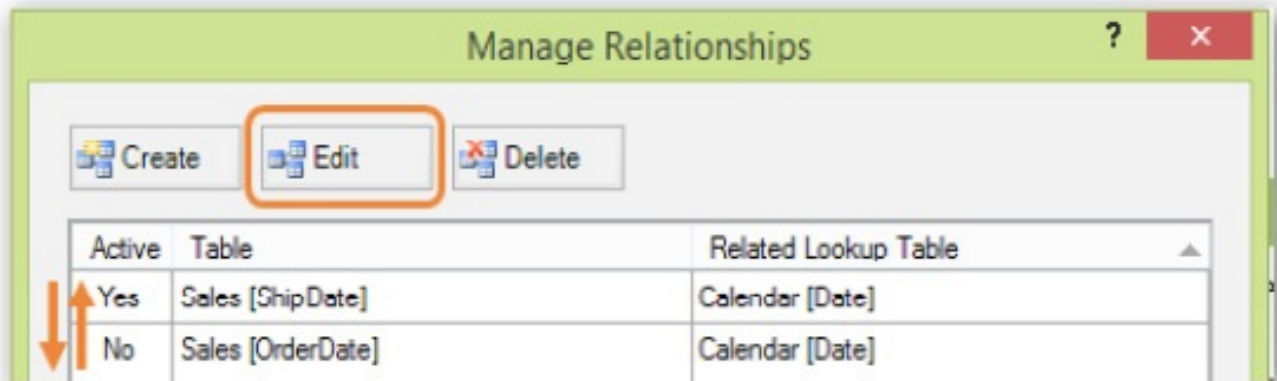 Manage Relationships ? ×
Create Edit Delete
Active Table Related Lookup Table
Yes Sales [ShipDate] Calendar [Date]
No Sales [OrderDate] Calendar [Date]